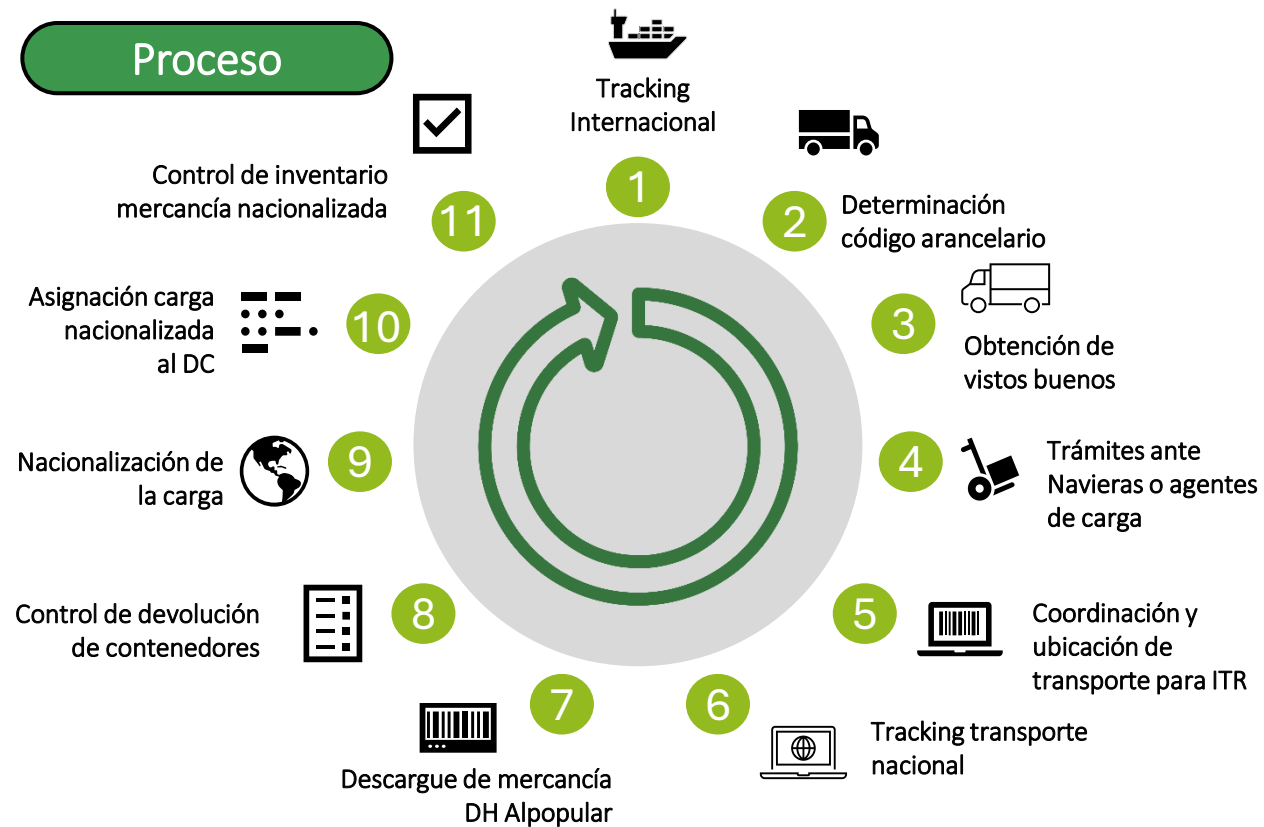 Proceso
1
Tracking
Internacional
2
Determinación
código arancelario
3
Obtención de
vistos buenos
4
Trámites ante
Navieras o agentes
de carga
5
Coordinación y
ubicación de
transporte para ITR
6
Tracking transporte
nacional
7
Descargue de mercancía
DH Alpopular
8
Control de devolución
de contenedores
9
Nacionalización de
la carga
10
Asignación carga
nacionalizada
al DC
11
Control de inventario
mercancía nacionalizada